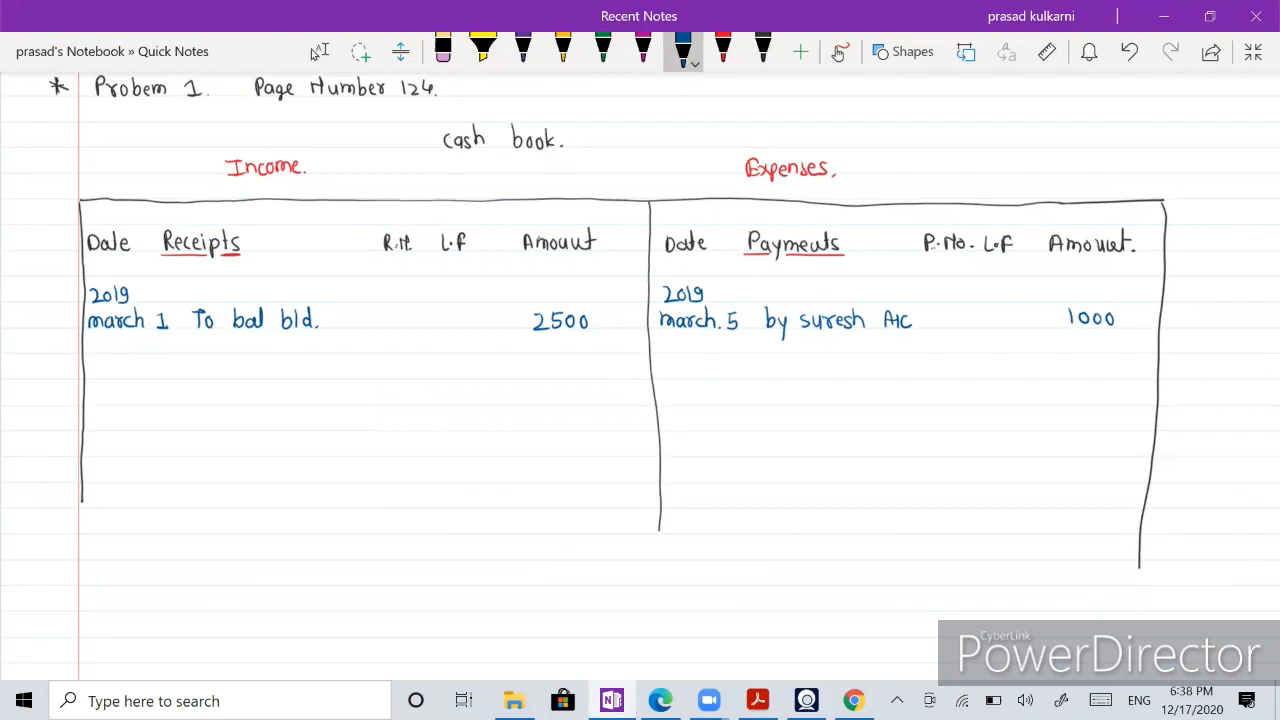 Recent Notes
prasad kulkarni
prasad's Notebook » Quick Notes
Shapes
* Probem 1. Page Number 124.
cash book.
Income. Expenses.
Date Receipts R.N. L.F Amount Date Payments P.No. L.F Amount.
2019 2019
march 1 To bal b/d. 2500 march. 5 by suresh A/C 1000
CyberLink
PowerDirector
Type here to search
ENG
6:38 PM
12/17/2020